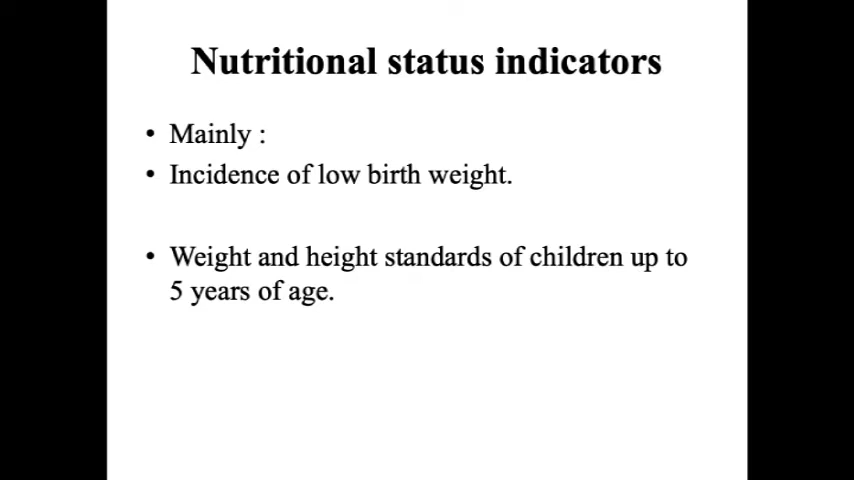 Nutritional status indicators
• Mainly :
• Incidence of low birth weight.
• Weight and height standards of children up to
5 years of age.